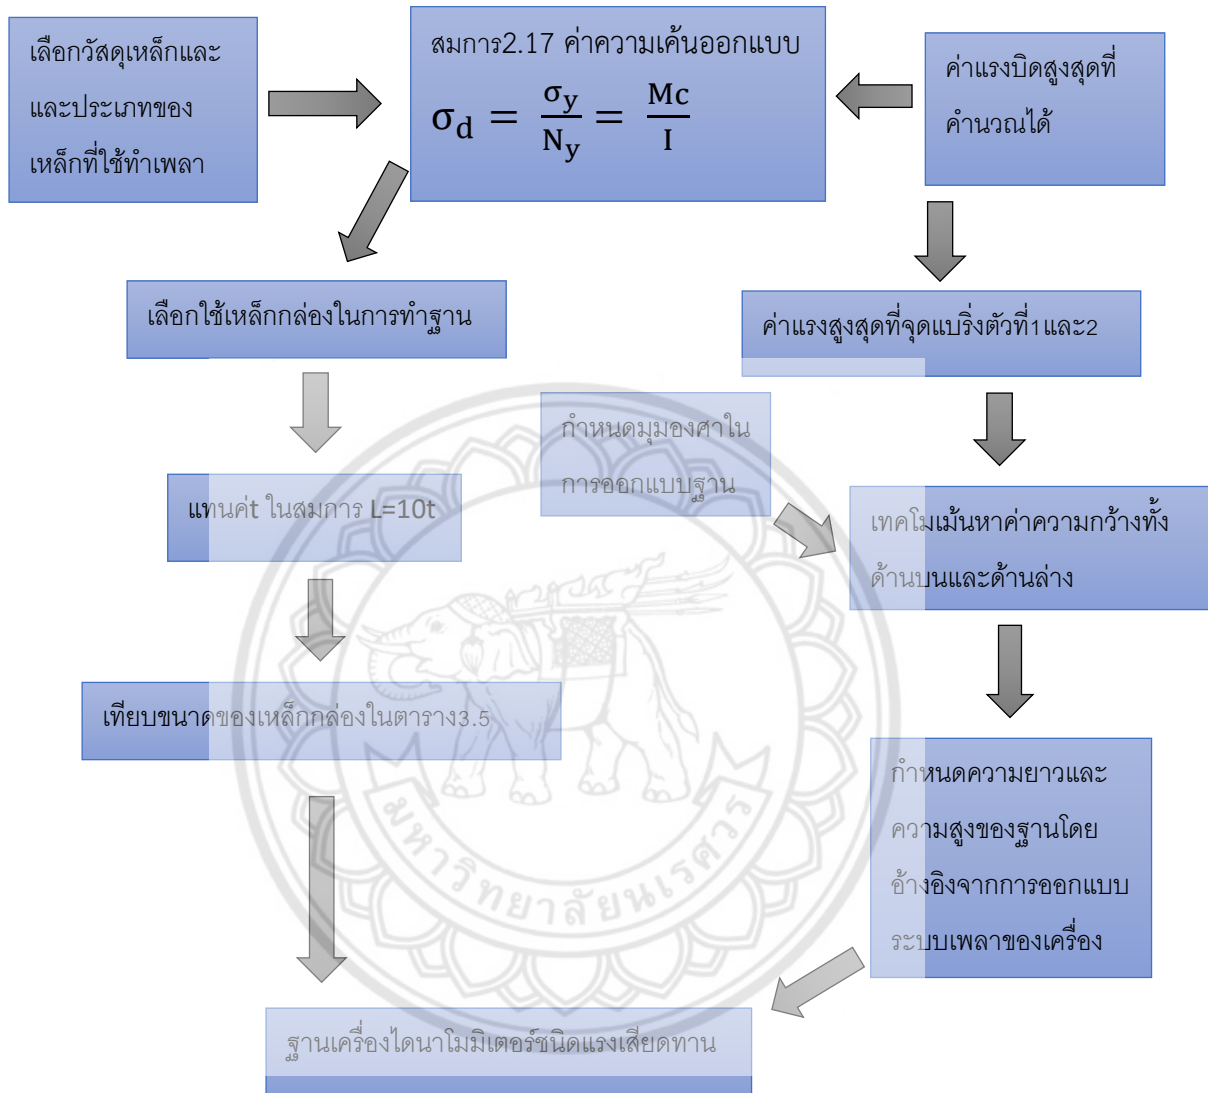 เลือกวัสดุเหล็กและ
และประเภทของ
เหล็กที่ใช้ทำเพลา
สมการ2.17 ค่าความเค้นออกแบบ
σd = σy/Ny = Mc/I
ค่าแรงบิดสูงสุดที่
คำนวณได้
เลือกใช้เหล็กกล่องในการทำฐาน
ค่าแรงสูงสุดที่จุดแบริ่งตัวที่1และ2
กำหนดมุมองศาใน
การออกแบบฐาน
แทนค่t ในสมการ L=10t
เทคโมเม้นหาค่าความกว้างทั้ง
ด้านบนและด้านล่าง
เทียบขนาดของเหล็กกล่องในตาราง3.5
กำหนดความยาวและ
ความสูงของฐานโดย
อ้างอิงจากการออกแบบ
ระบบเพลาของเครื่อง
มหาวิทยาลัยนเรศวร
ฐานเครื่องไดนาโมมิเตอร์ชนิดแรงเสียดทาน